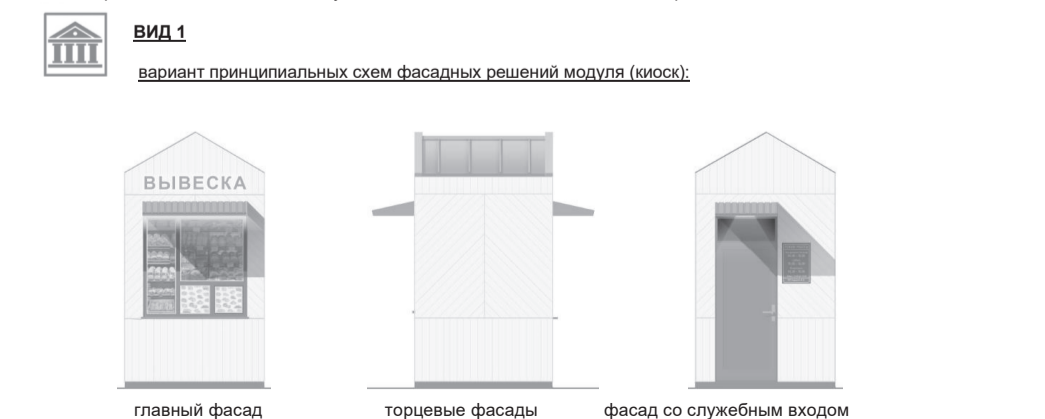 ВИД 1
вариант принципиальных схем фасадных решений модуля (киоск):
ВЫВЕСКА
главный фасад
торцевые фасады
фасад со служебным входом